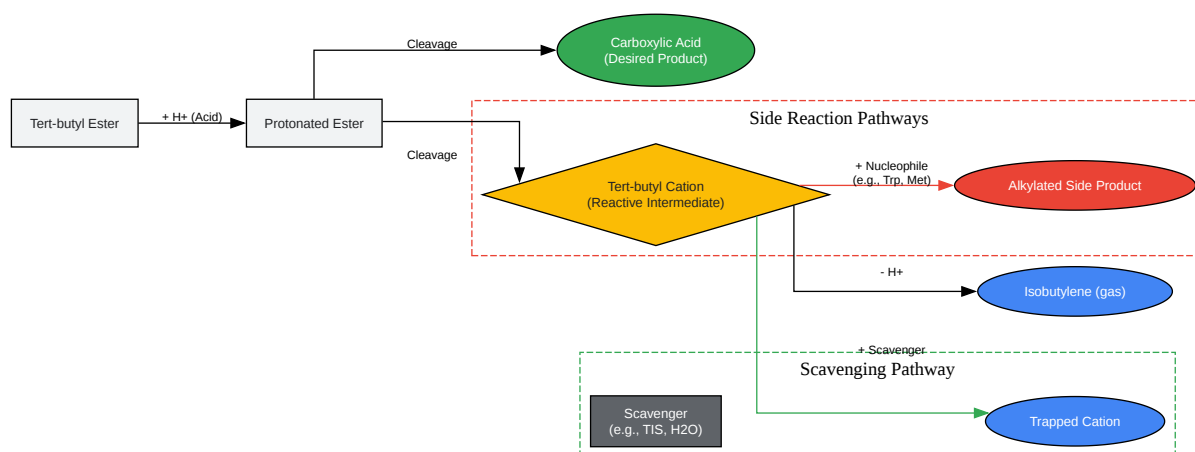 Cleavage
Carboxylic Acid
(Desired Product)
Tert-butyl Ester
+ H+ (Acid)
Protonated Ester
Cleavage
Side Reaction Pathways
Tert-butyl Cation
(Reactive Intermediate)
+ Nucleophile
(e.g., Trp, Met)
Alkylated Side Product
- H+
Isobutylene (gas)
+ Scavenger
Scavenging Pathway
Scavenger
(e.g., TIS, H2O)
Trapped Cation